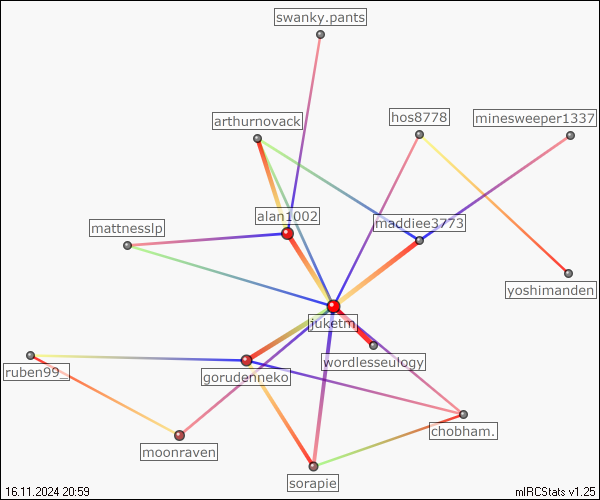 swanky.pants
arthurnovack
hos8778
minesweeper1337
alan1002
maddiee3773
mattnesslp
yoshimanden
juketm
wordlesseulogy
ruben99_
gorudenneko
chobham.
moonraven
sorapie
16.11.2024 20:59
mIRCStats v1.25